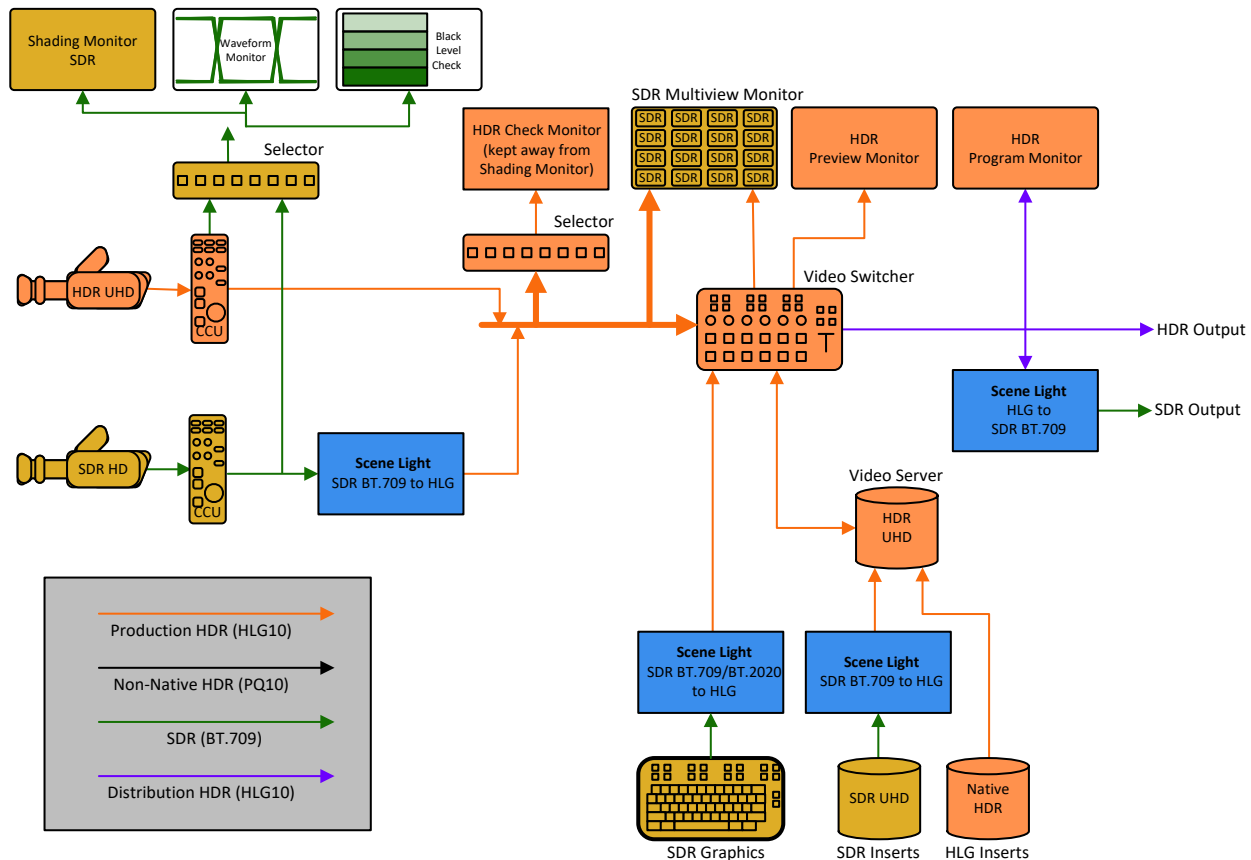 Shading Monitor
SDR
Waveform
Monitor
Black
Level
Check
Selector
HDR Check Monitor
(kept away from
Shading Monitor)
Selector
SDR Multiview Monitor
SDR SDR SDR SDR
SDR SDR SDR SDR
SDR SDR SDR SDR
SDR SDR SDR SDR
HDR
Preview Monitor
HDR
Program Monitor
HDR UHD
CCU
Video Switcher
HDR Output
SDR HD
CCU
Scene Light
SDR BT.709 to HLG
Scene Light
HLG to
SDR BT.709
SDR Output
Video Server
HDR
UHD
Production HDR (HLG10)
Non-Native HDR (PQ10)
SDR (BT.709)
Distribution HDR (HLG10)
Scene Light
SDR BT.709/BT.2020
to HLG
Scene Light
SDR BT.709 to HLG
SDR UHD
Native
HDR
SDR Graphics
SDR Inserts
HLG Inserts